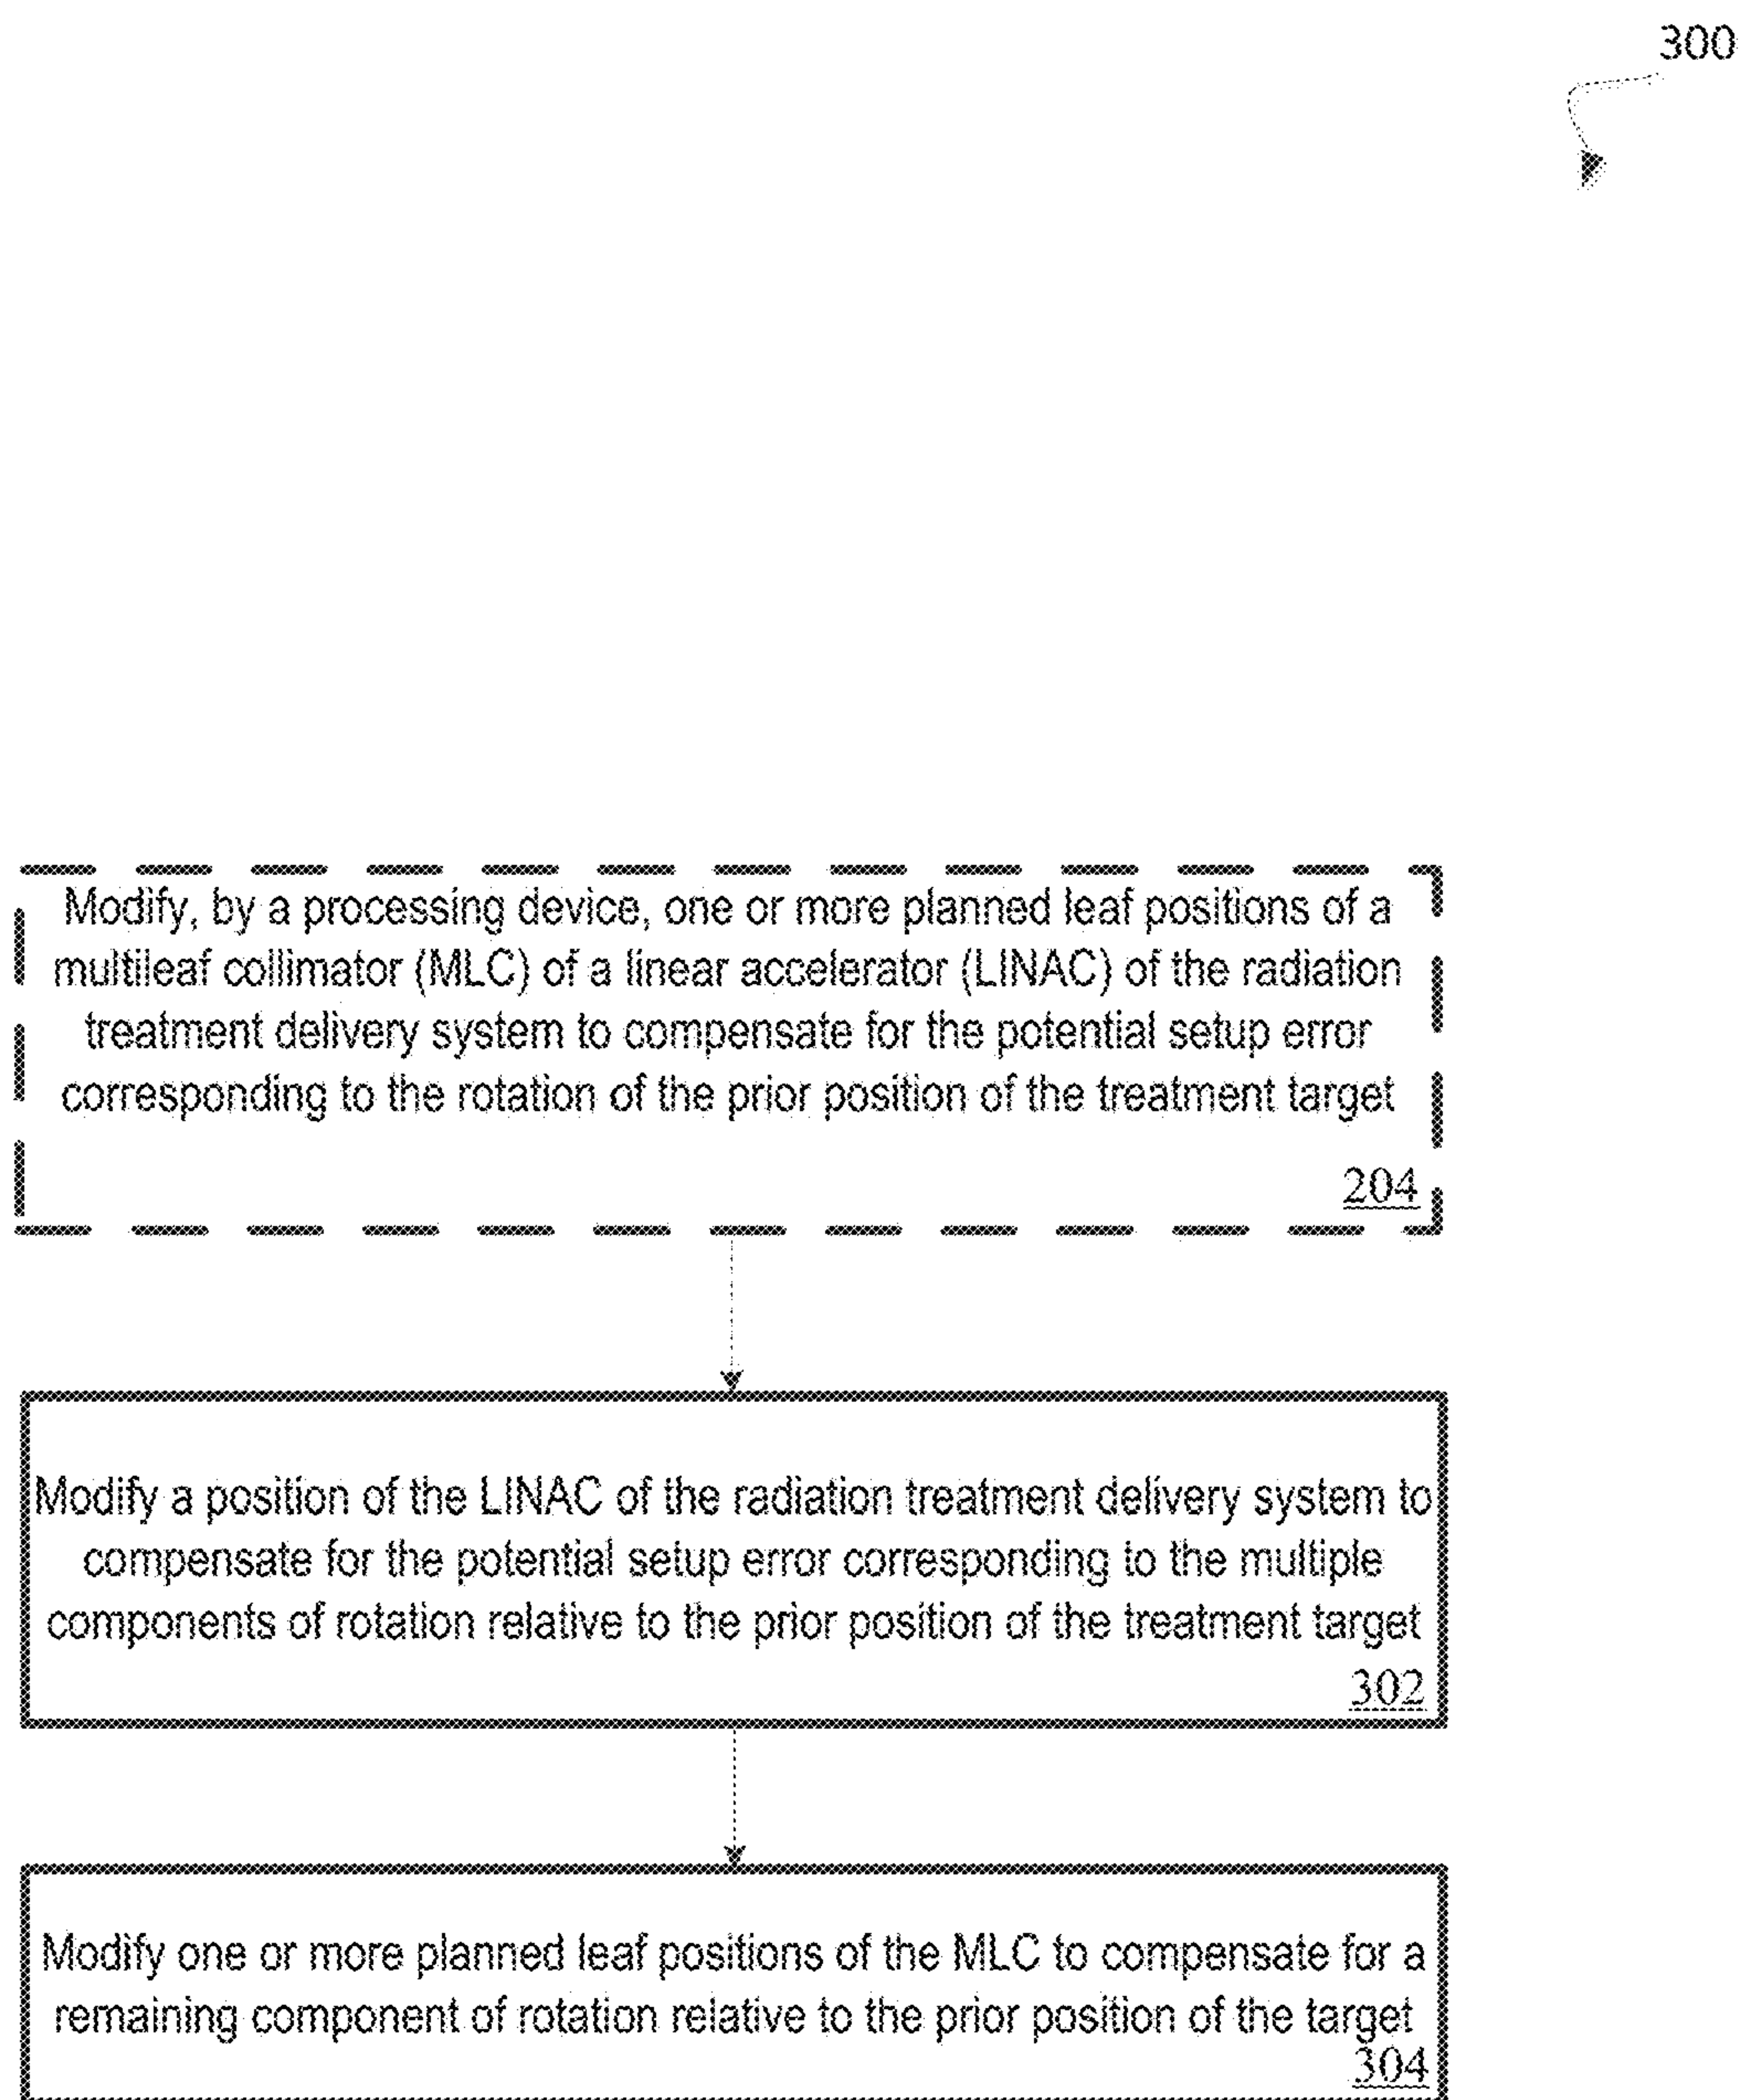 300
Modify, by a processing device, one or more planned leaf positions of a
multileaf collimator (MLC) of a linear accelerator (LINAC) of the radiation
treatment delivery system to compensate for the potential setup error
corresponding to the rotation of the prior position of the treatment target
204
Modify a position of the LINAC of the radiation treatment delivery system to
compensate for the potential setup error corresponding to the multiple
components of rotation relative to the prior position of the treatment target
302
Modify one or more planned leaf positions of the MLC to compensate for a
remaining component of rotation relative to the prior position of the target
304